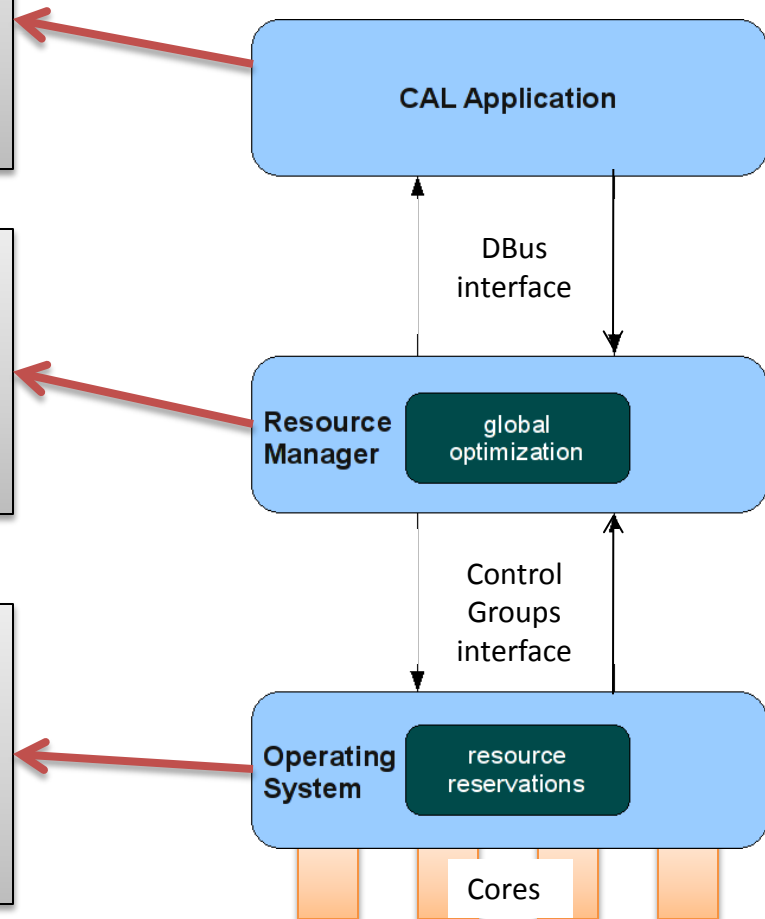 CAL Application
DBus
interface
Resource
Manager
global
optimization
Control
Groups
interface
Operating
System
resource
reservations
Cores